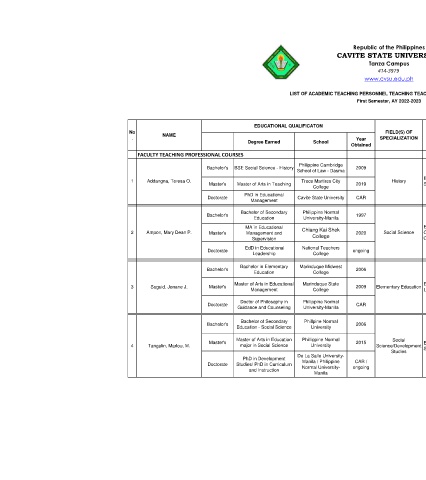 Republic of the Philippines
CAVITE STATE UNIVERS
Tanza Campus
414-3979
www.cvsu.edu.ph
LIST OF ACADEMIC TEACHING PERSONNEL TEACHING TEAC
First Semester, AY 2022-2023
No
NAME
EDUCATIONAL QUALIFICATON
FIELD(S) OF SPECIALIZATION
Degree Earned
School
Year Obtained
FACULTY TEACHING PROFESSIONAL COURSES
1
Teresa O.
Bachelor's
BSE Social Science - History
Philippine Cambridge School of Law - Dasma
2009
History
Master's
Master of Arts in Teaching
Trece Martires City College
2019
Doctorate
PhD in Educational Management
Cavite State University
CAR
2
Mary Dean P.
Bachelor's
Bachelor of Secondary Education
Philippine Normal University-Manila
1997
Social Science
Master's
MA in Educational Management and Supervision
Chiang Kai Shek College
2020
Doctorate
EdD in Educational Leadership
National Teachers College
ongoing
3
Jenane J.
Bachelor's
Bachelor in Elementary Education
Marinduque Midwest College
2006
Elementary Education
Master's
Master of Arts in Educational Management
Marinduque State College
2009
Doctorate
Doctor of Philosophy in Guidance and Counseling
Philippine Normal University-Manila
CAR
4
Tangalin, Marlou, M.
Bachelor's
Bachelor of Secondary Education - Social Science
Philipine Normal University
2006
Social Science/Development Studies
Master's
Master of Arts in Education major in Social Science
Philippine Normal University
2015
Doctorate
PhD in Development Studies/ PhD in Curriculum and Instruction
De La Salle University-Manila / Philippine Normal University-Manila
CAR / ongoing